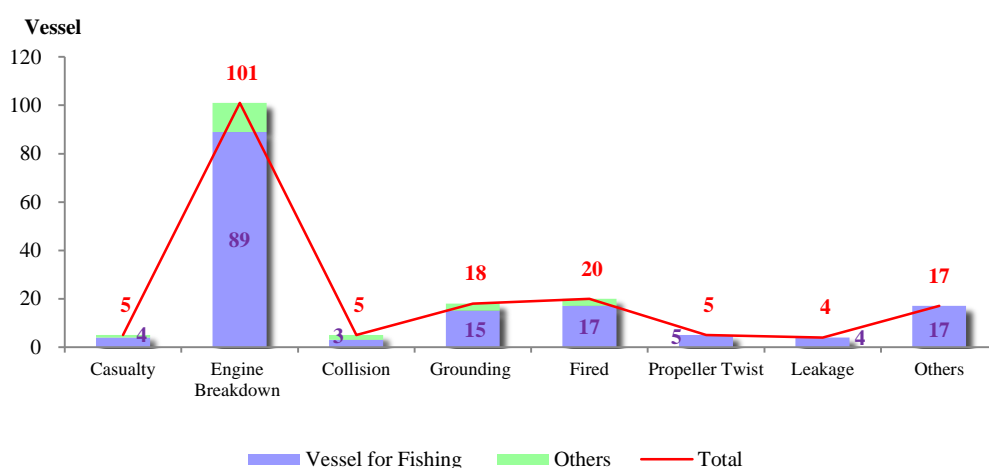 Vessel
120
100
80
60
40
20
0
5
101
5
18
20
5
4
17
4
89
3
15
17
5
4
17
Casualty
Engine
Breakdown
Collision
Grounding
Fired
Propeller Twist
Leakage
Others
Vessel for Fishing
Others
Total